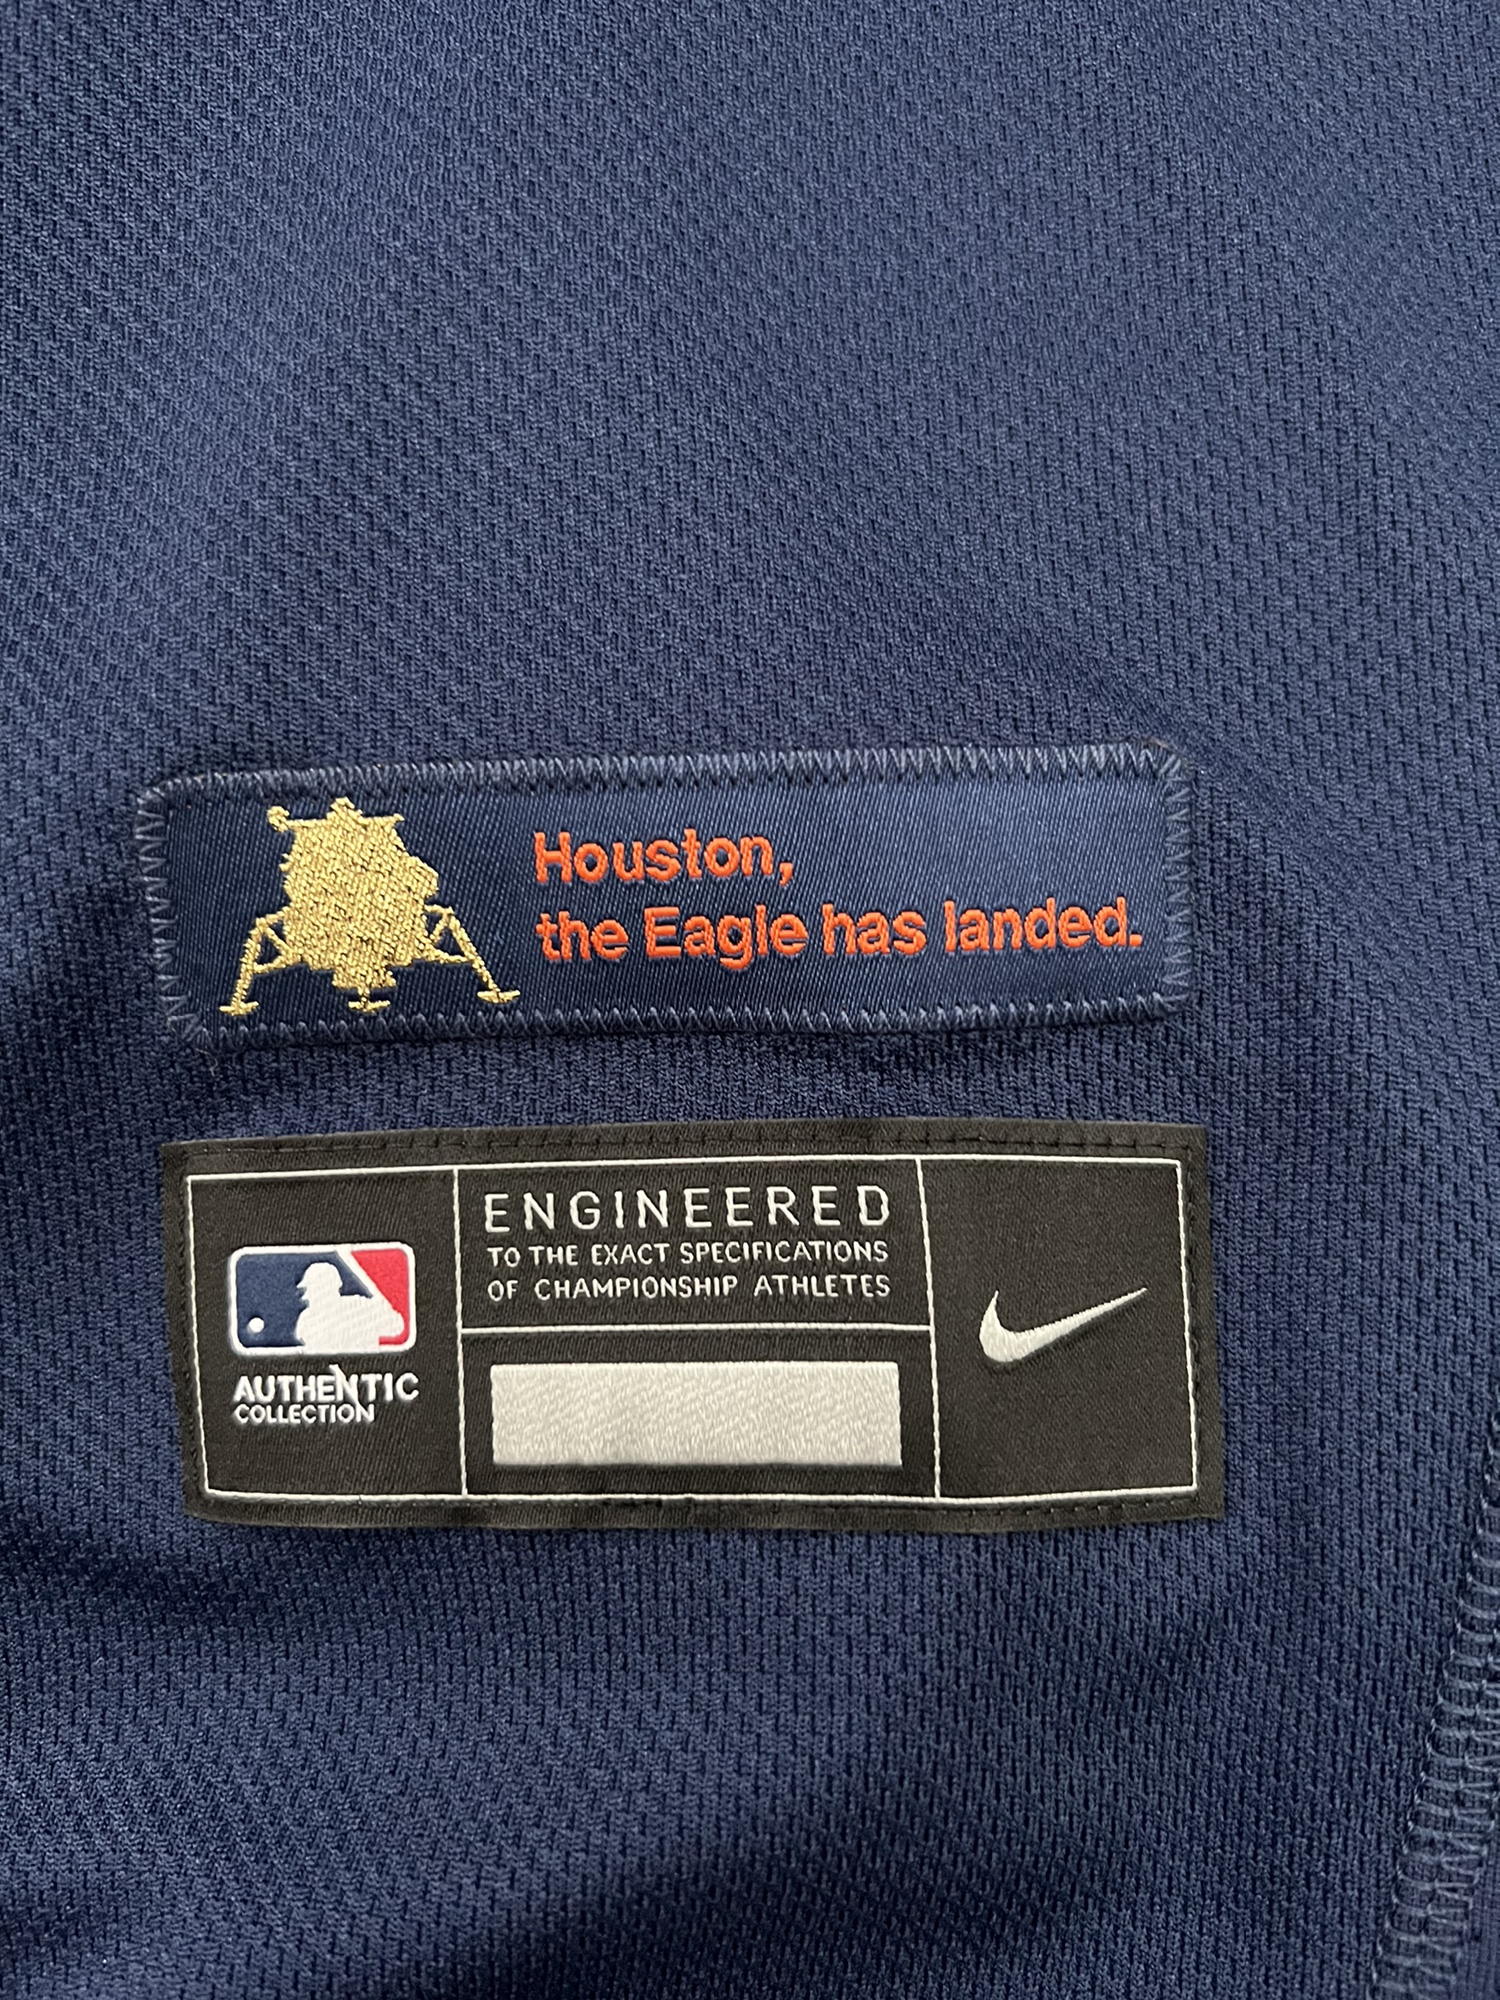 Houston,
the Eagle has landed.
ENGINEERED
TO THE EXACT SPECIFICATIONS
OF CHAMPIONSHIP ATHLETES
AUTHENTIC
COLLECTION